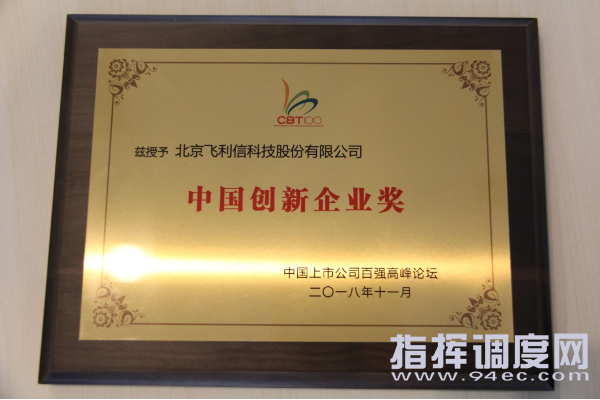 CBT100
兹授予 北京飞利信科技股份有限公司
中国创新企业奖
中国上市公司百强高峰论坛
二〇一八年十一月
指挥调度网
www.94ec.com